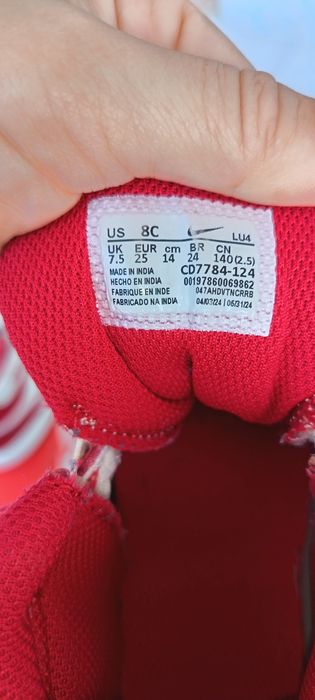 US 8C LU4
UK EUR cm BR CN
7.5 25 14 24 140(2.5)
MADE IN INDIA CD7784-124
HECHO EN INDIA 00197860069862
FABRIQUE EN INDE 047AHDVTNCRRB
FABRICADO NA INDIA 04/07/24 | 05/31/24